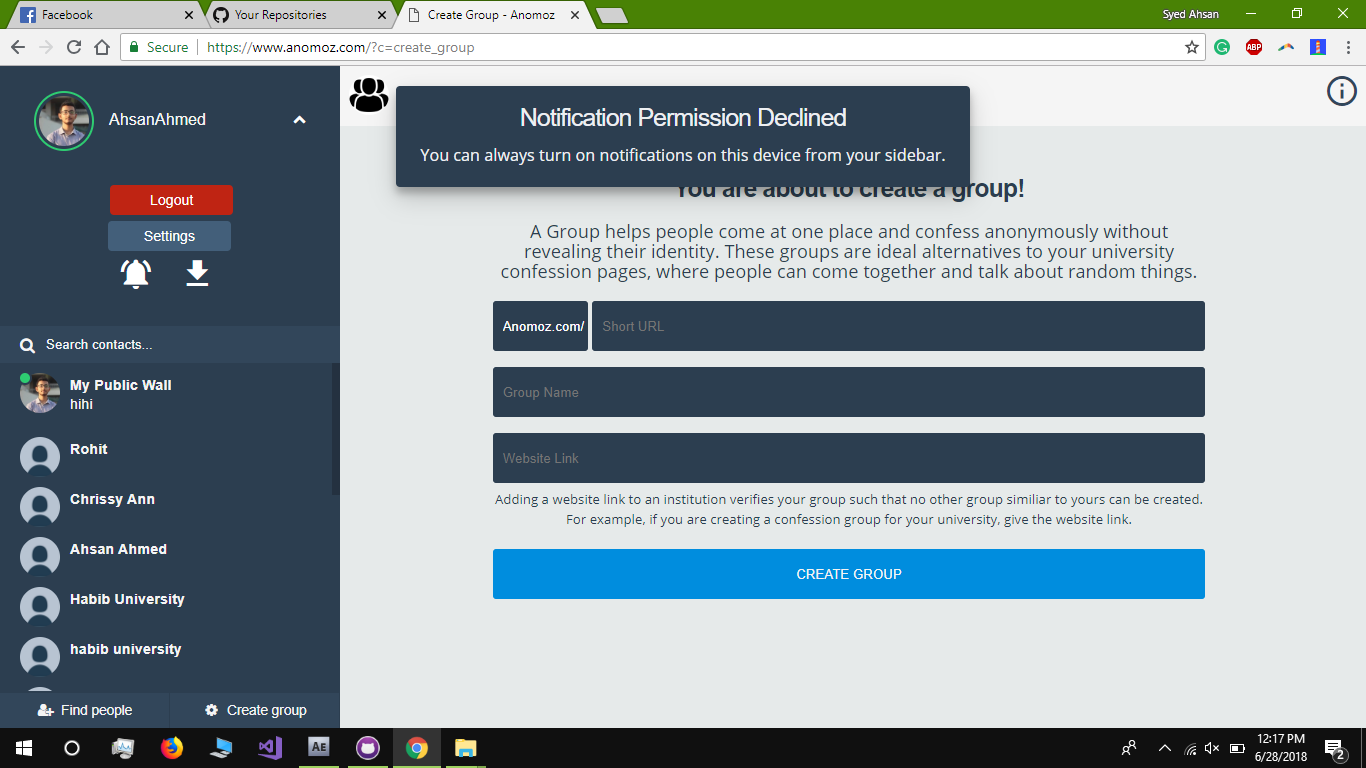 Facebook
Your Repositories
Create Group - Anomoz
Syed Ahsan
Secure
https://www.anomoz.com/?c=create_group
ABP
AhsanAhmed
Logout
Settings
Search contacts...
My Public Wall
hihi
Rohit
Chrissy Ann
Ahsan Ahmed
Habib University
habib university
Find people
Create group
Notification Permission Declined
You can always turn on notifications on this device from your sidebar.
You are about to create a group!
A Group helps people come at one place and confess anonymously without
revealing their identity. These groups are ideal alternatives to your university
confession pages, where people can come together and talk about random things.
Anomoz.com/
Short URL
Group Name
Website Link
Adding a website link to an institution verifies your group such that no other group similiar to yours can be created.
For example, if you are creating a confession group for your university, give the website link.
CREATE GROUP
Ae
12:17 PM
6/28/2018
2